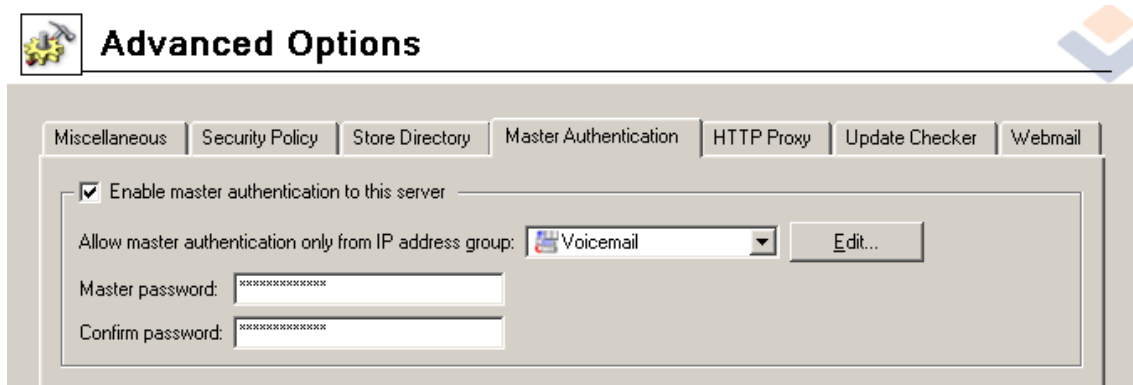 Advanced Options
Miscellaneous Security Policy Store Directory Master Authentication HTTP Proxy Update Checker Webmail
Enable master authentication to this server
Allow master authentication only from IP address group: Voicemail Edit...
Master password: *************
Confirm password: *************